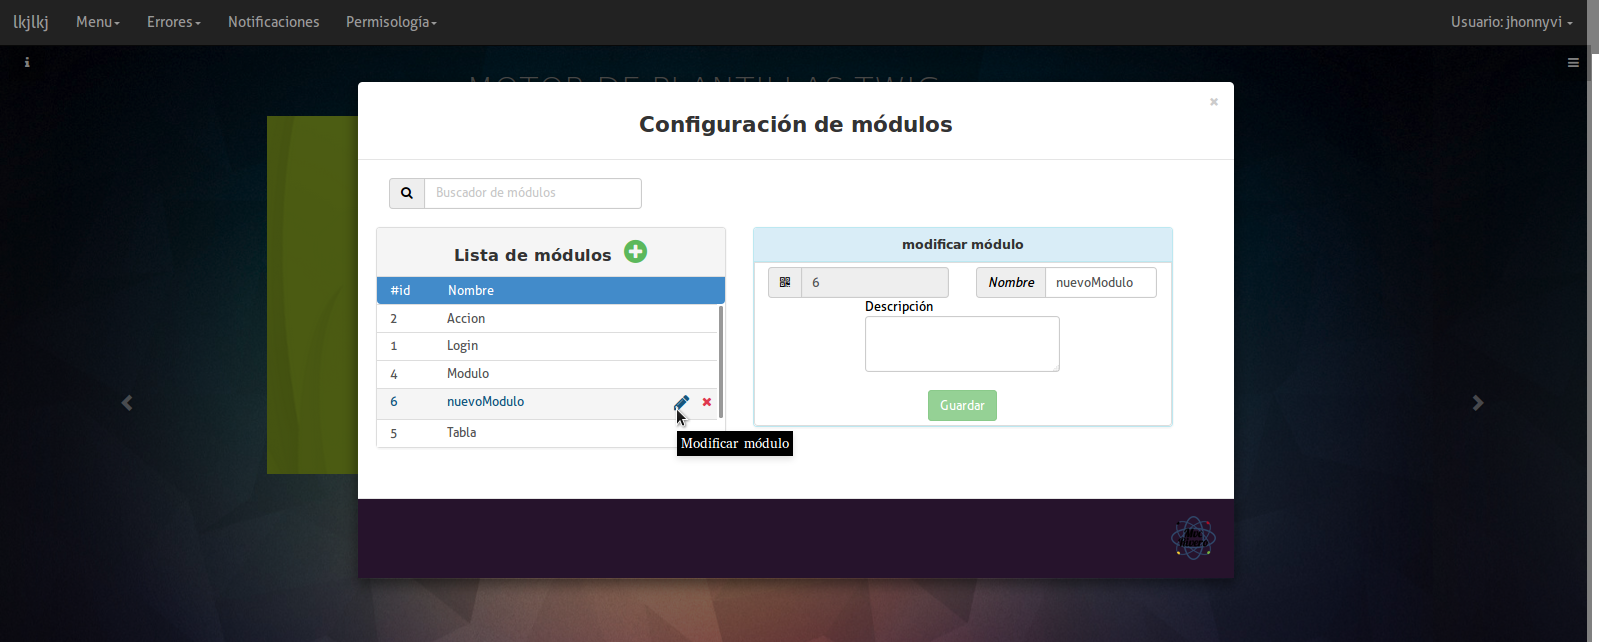 lkjlkj Menu Errores Notificaciones Permisología Usuario: jhonnyvi
MOTOR DE PLANTILLAS TWIG
×
Configuración de módulos
Buscador de módulos
Lista de módulos
#id Nombre
2 Accion
1 Login
4 Modulo
6 nuevoModulo
5 Tabla
Modificar módulo
modificar módulo
6 Nombre nuevoModulo
Descripción
Guardar